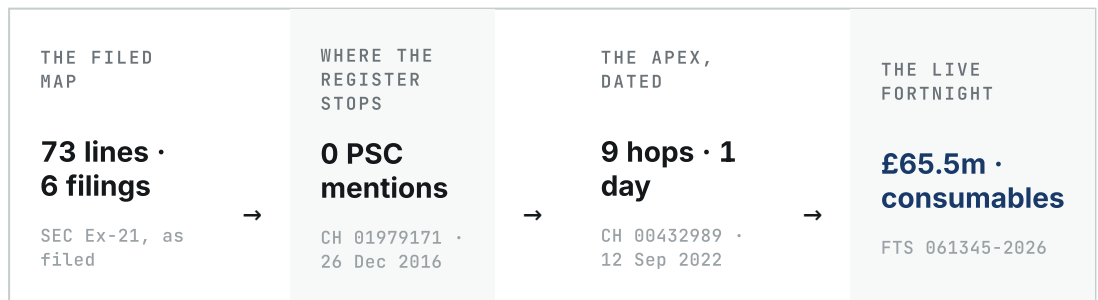 THE FILED
MAP
73 lines ·
6 filings
SEC Ex-21, as
filed
→
WHERE THE
REGISTER
STOPS
0 PSC
mentions
CH 01979171 ·
26 Dec 2016
→
THE APEX,
DATED
9 hops · 1
day
CH 00432989 ·
12 Sep 2022
→
THE LIVE
FORTNIGHT
£65.5m ·
consumables
FTS 061345-2026